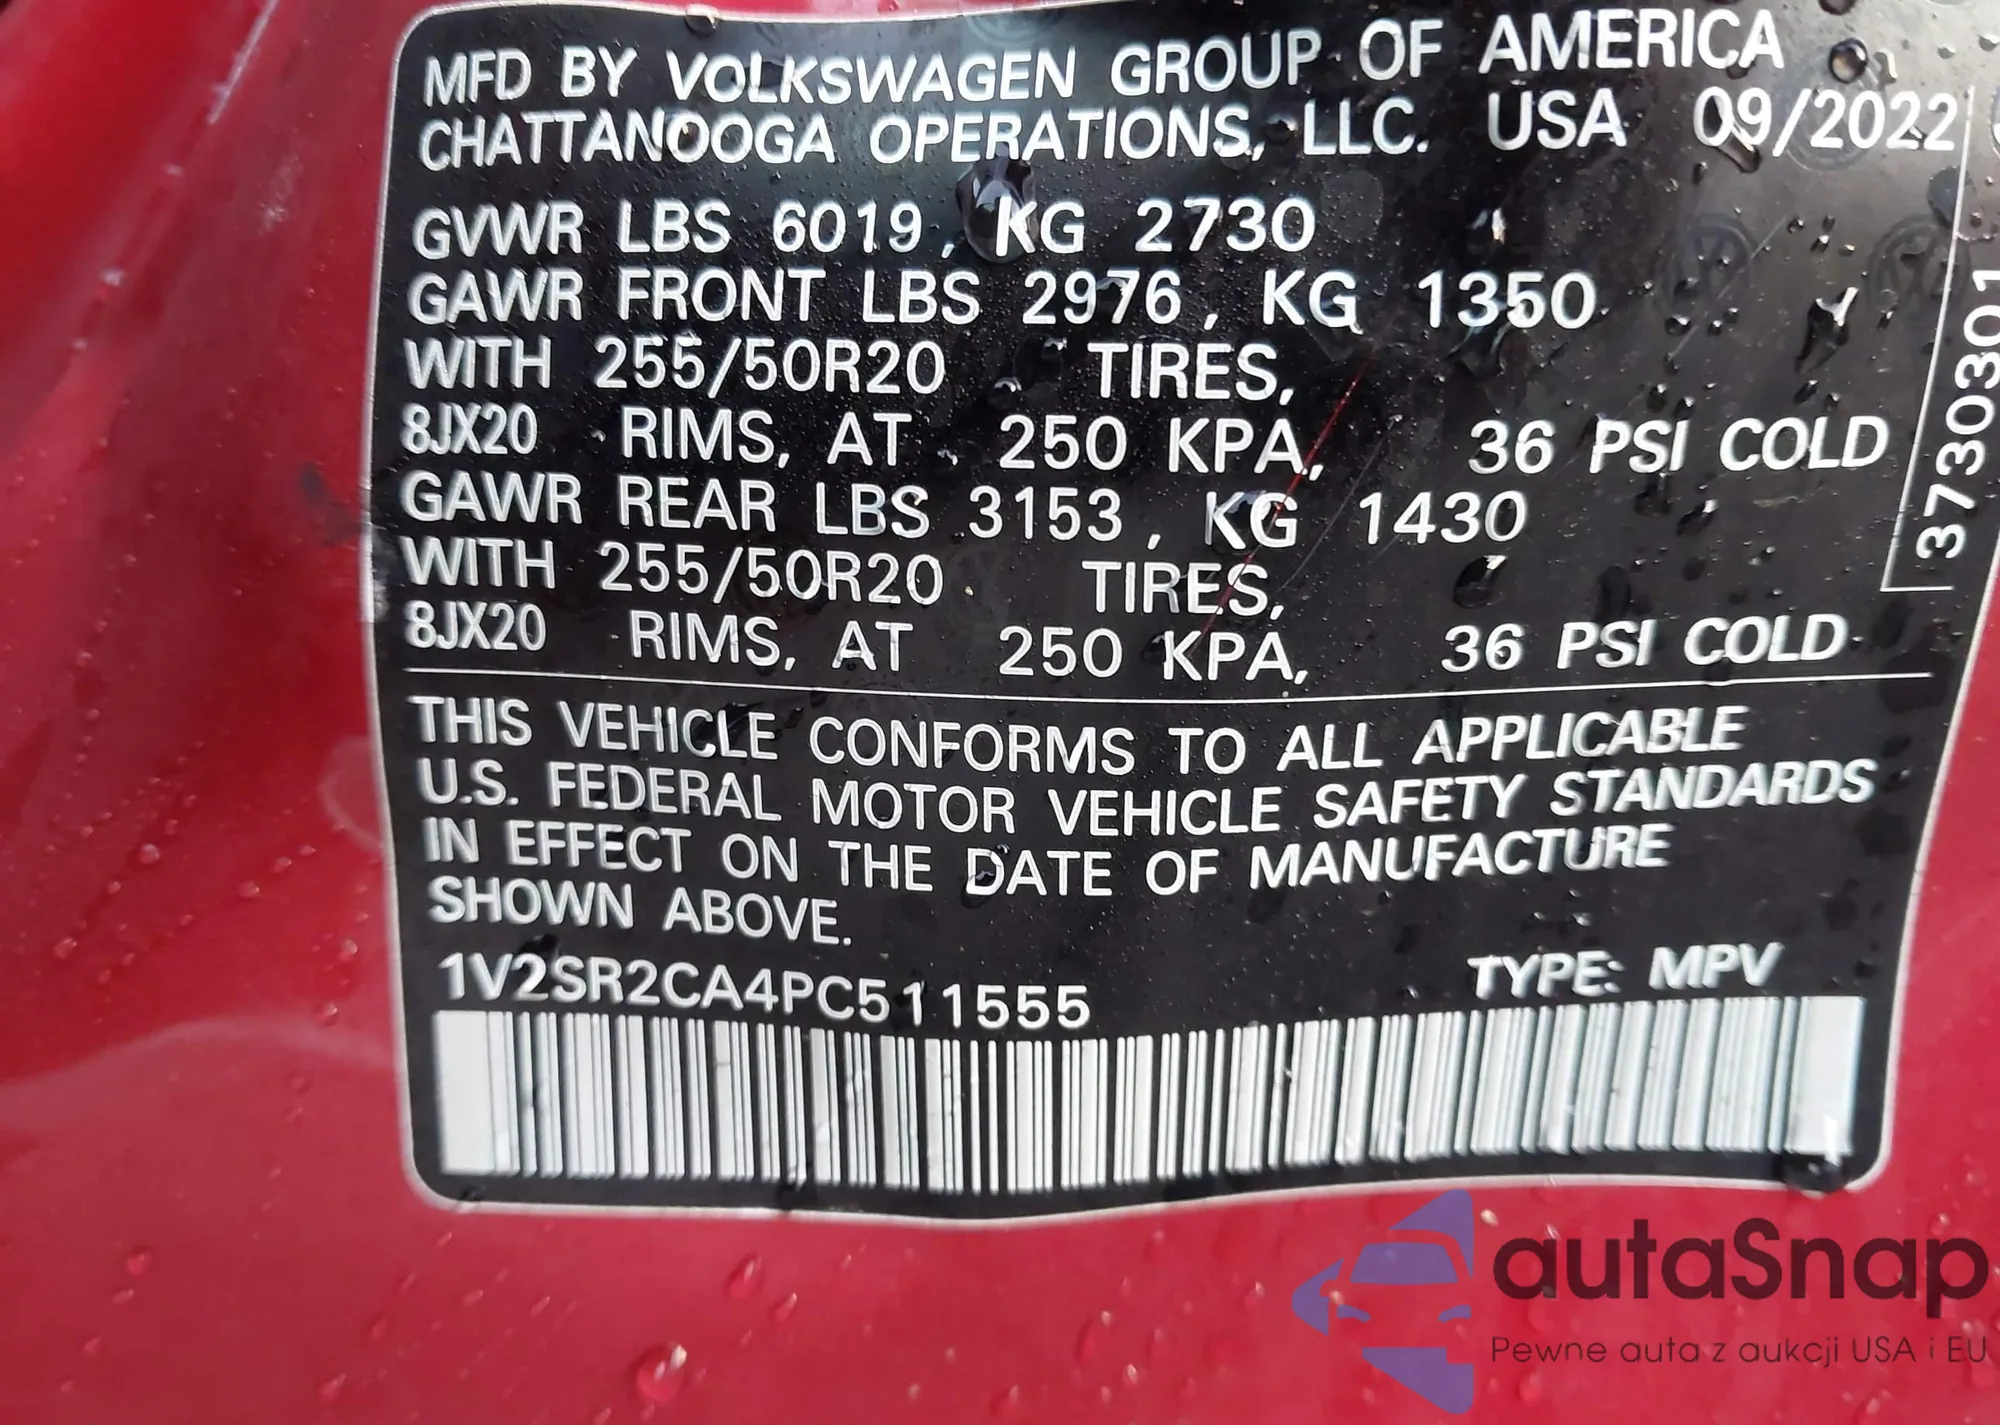 MFD BY VOLKSWAGEN GROUP OF AMERICA
CHATTANOOGA OPERATIONS, LLC. USA 09/2022
GVWR LBS 6019, KG 2730
GAWR FRONT LBS 2976, KG 1350
WITH 255/50R20 TIRES,
8JX20 RIMS, AT 250 KPA, 36 PSI COLD
GAWR REAR LBS 3153, KG 1430
WITH 255/50R20 TIRES,
8JX20 RIMS, AT 250 KPA, 36 PSI COLD
3730301
THIS VEHICLE CONFORMS TO ALL APPLICABLE
U.S. FEDERAL MOTOR VEHICLE SAFETY STANDARDS
IN EFFECT ON THE DATE OF MANUFACTURE
SHOWN ABOVE.
1V2SR2CA4PC511555 TYPE: MPV
autaSnap
Pewne auta z aukcji USA i EU